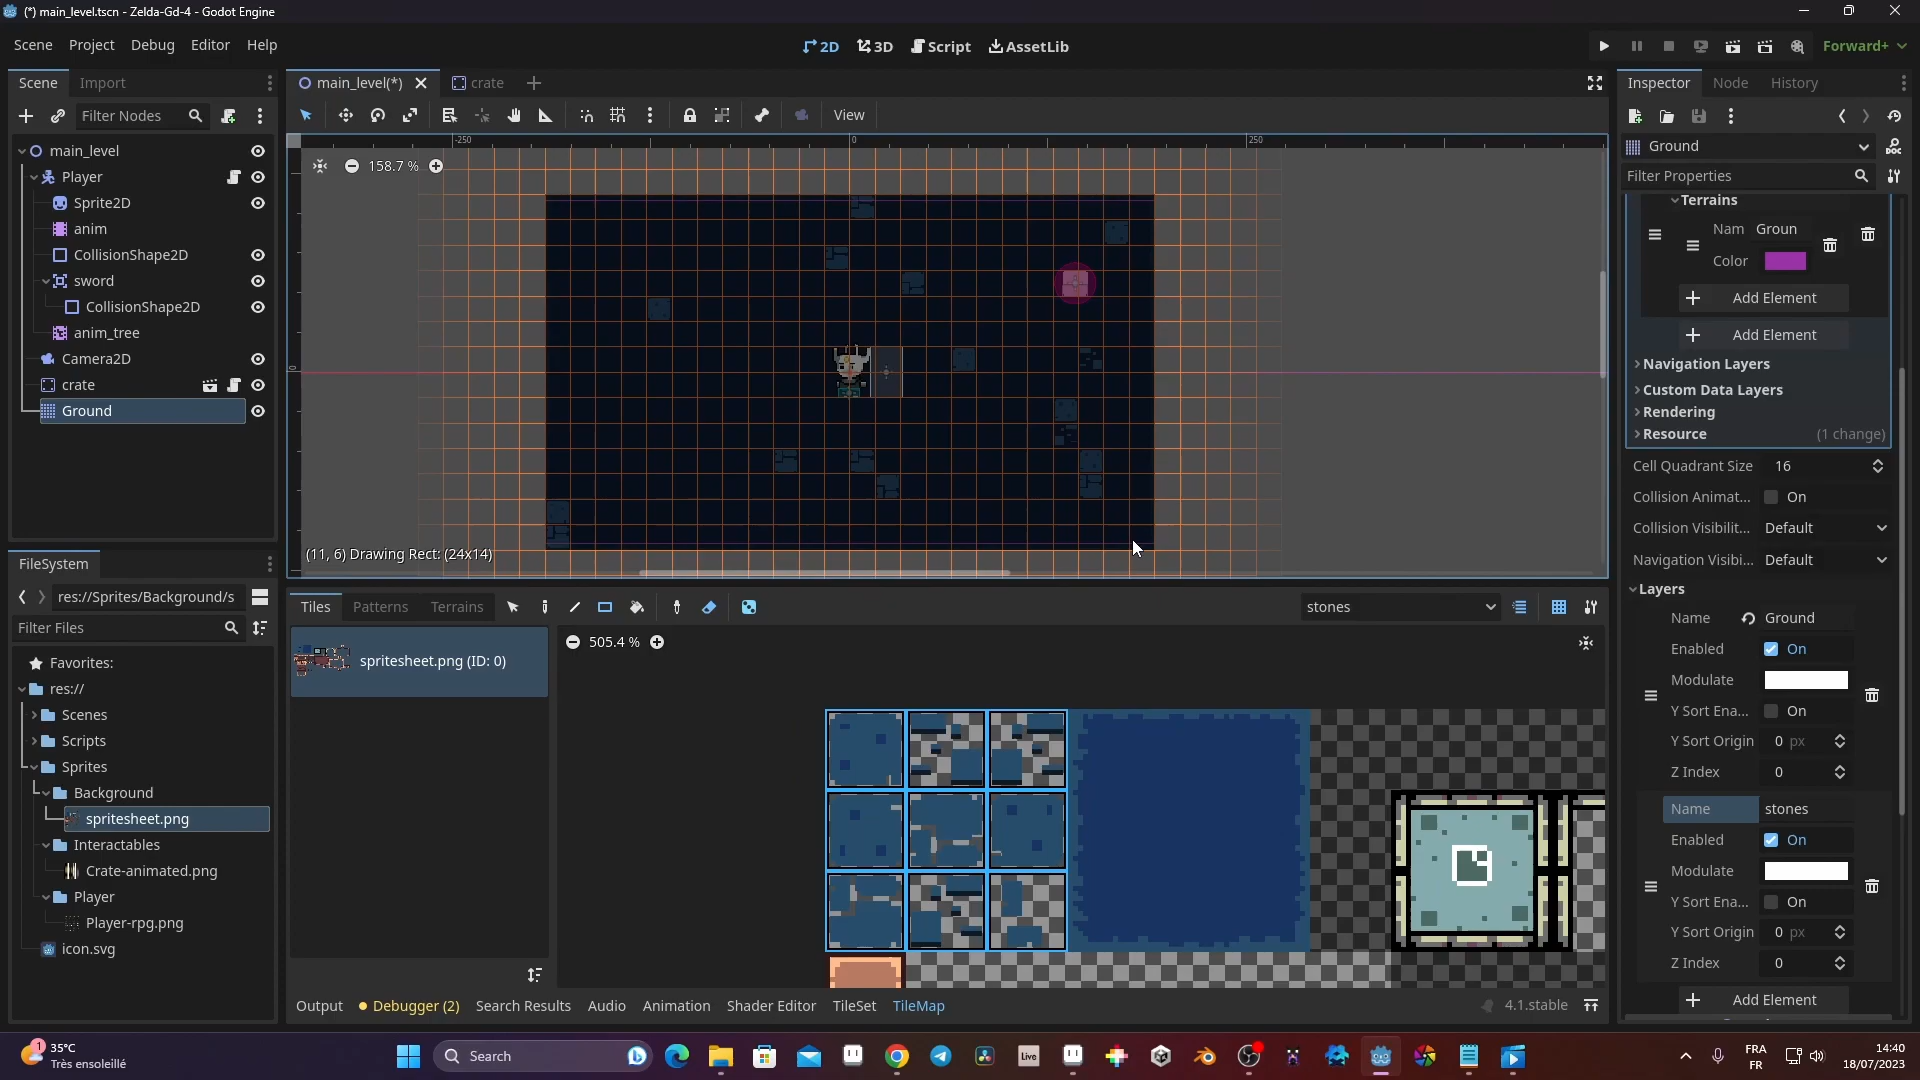 (*) main_level.tscn - Zelda-Gd-4 - Godot Engine
Scene Project Debug Editor Help
2D 3D Script AssetLib
Forward+
Scene Import
Filter Nodes
main_level
Player
Sprite2D
anim
CollisionShape2D
sword
CollisionShape2D
anim_tree
Camera2D
crate
Ground
FileSystem
res://Sprites/Background/s
Filter Files
Favorites:
res://
Scenes
Scripts
Sprites
Background
spritesheet.png
Interactables
Crate-animated.png
Player
Player-rpg.png
icon.svg
main_level(*) crate
View
-250 0 250
0
158.7 %
(11, 6) Drawing Rect: (24x14)
Tiles Patterns Terrains
stones
spritesheet.png (ID: 0)
505.4 %
Output Debugger (2) Search Results Audio Animation Shader Editor TileSet TileMap
4.1.stable
Inspector Node History
Ground
Filter Properties
Terrains
Nam Groun
Color
Add Element
Add Element
Navigation Layers
Custom Data Layers
Rendering
Resource (1 change)
Cell Quadrant Size 16
Collision Animat... On
Collision Visibilit... Default
Navigation Visibi... Default
Layers
Name Ground
Enabled On
Modulate
Y Sort Ena... On
Y Sort Origin 0 px
Z Index 0
Name stones
Enabled On
Modulate
Y Sort Ena... On
Y Sort Origin 0 px
Z Index 0
Add Element
1
35°C
Très ensoleillé
Search
Live
FRA
FR
14:40
18/07/2023